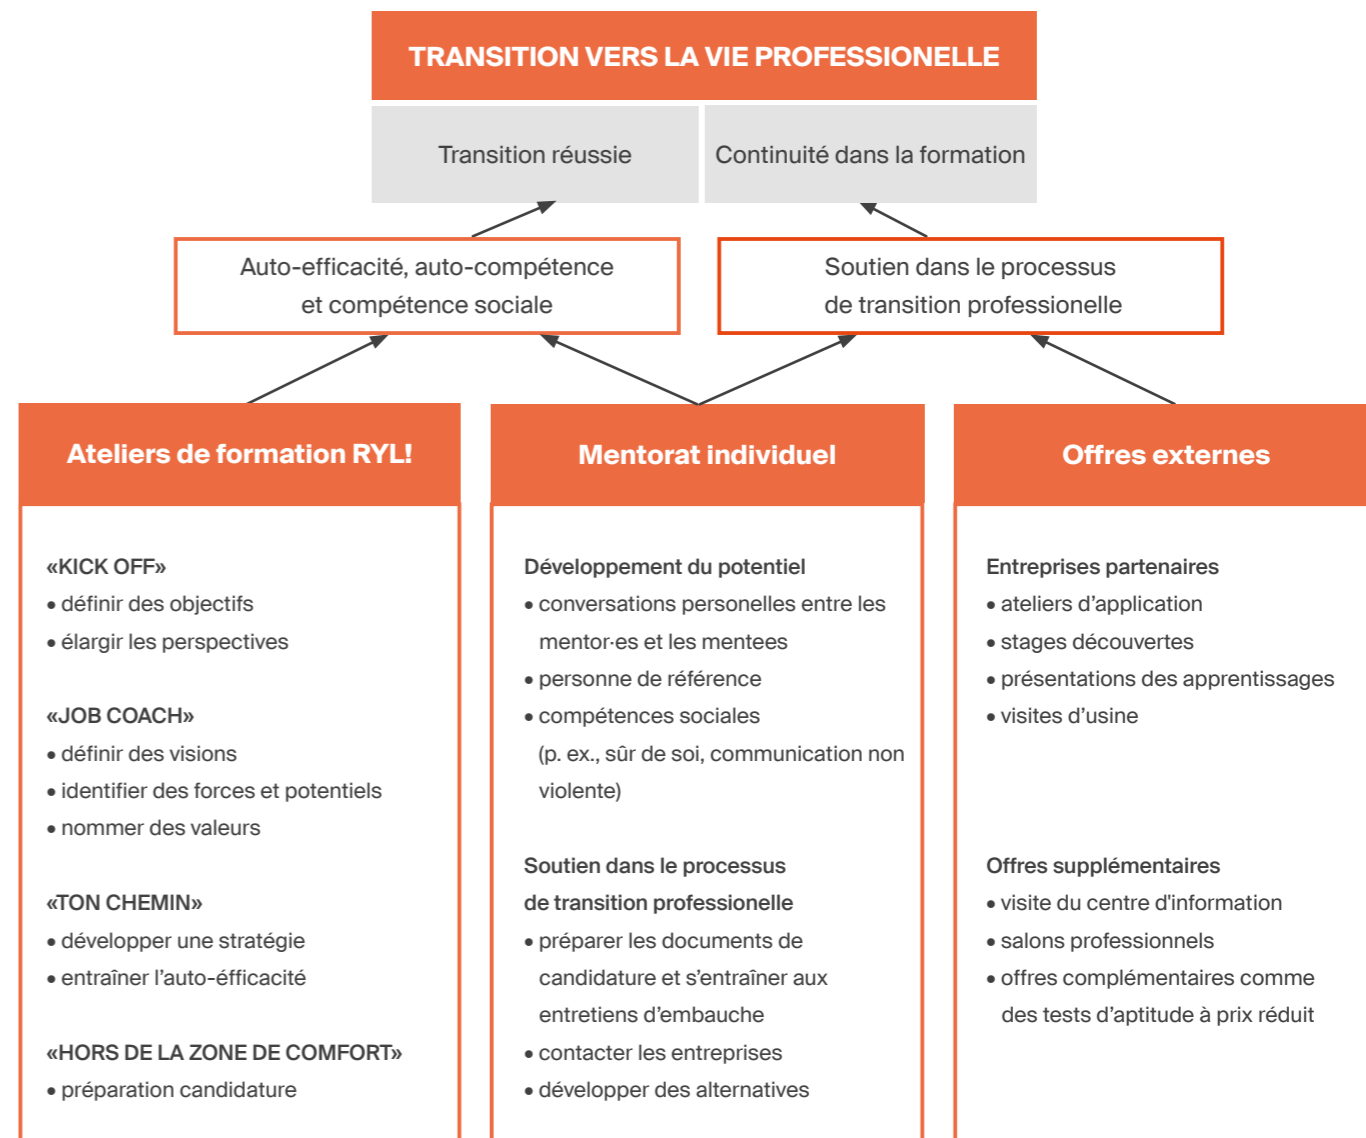 TRANSITION VERS LA VIE PROFESSIONELLE
Transition réussie
Continuité dans la formation
Auto-efficacité, auto-compétence
et compétence sociale
Soutien dans le processus
de transition professionelle
Ateliers de formation RYL!
«KICK OFF»
• définir des objectifs
• élargir les perspectives
«JOB COACH»
• définir des visions
• identifier des forces et potentiels
• nommer des valeurs
«TON CHEMIN»
• développer une stratégie
• entraîner l’auto-éfficacité
«HORS DE LA ZONE DE COMFORT»
• préparation candidature
Mentorat individuel
Développement du potentiel
• conversations personelles entre les
mentor·es et les mentees
• personne de référence
• compétences sociales
(p. ex., sûr de soi, communication non
violente)
Soutien dans le processus
de transition professionelle
• préparer les documents de
candidature et s’entraîner aux
entretiens d’embauche
• contacter les entreprises
• développer des alternatives
Offres externes
Entreprises partenaires
• ateliers d’application
• stages découvertes
• présentations des apprentissages
• visites d’usine
Offres supplémentaires
• visite du centre d'information
• salons professionnels
• offres complémentaires comme
des tests d’aptitude à prix réduit